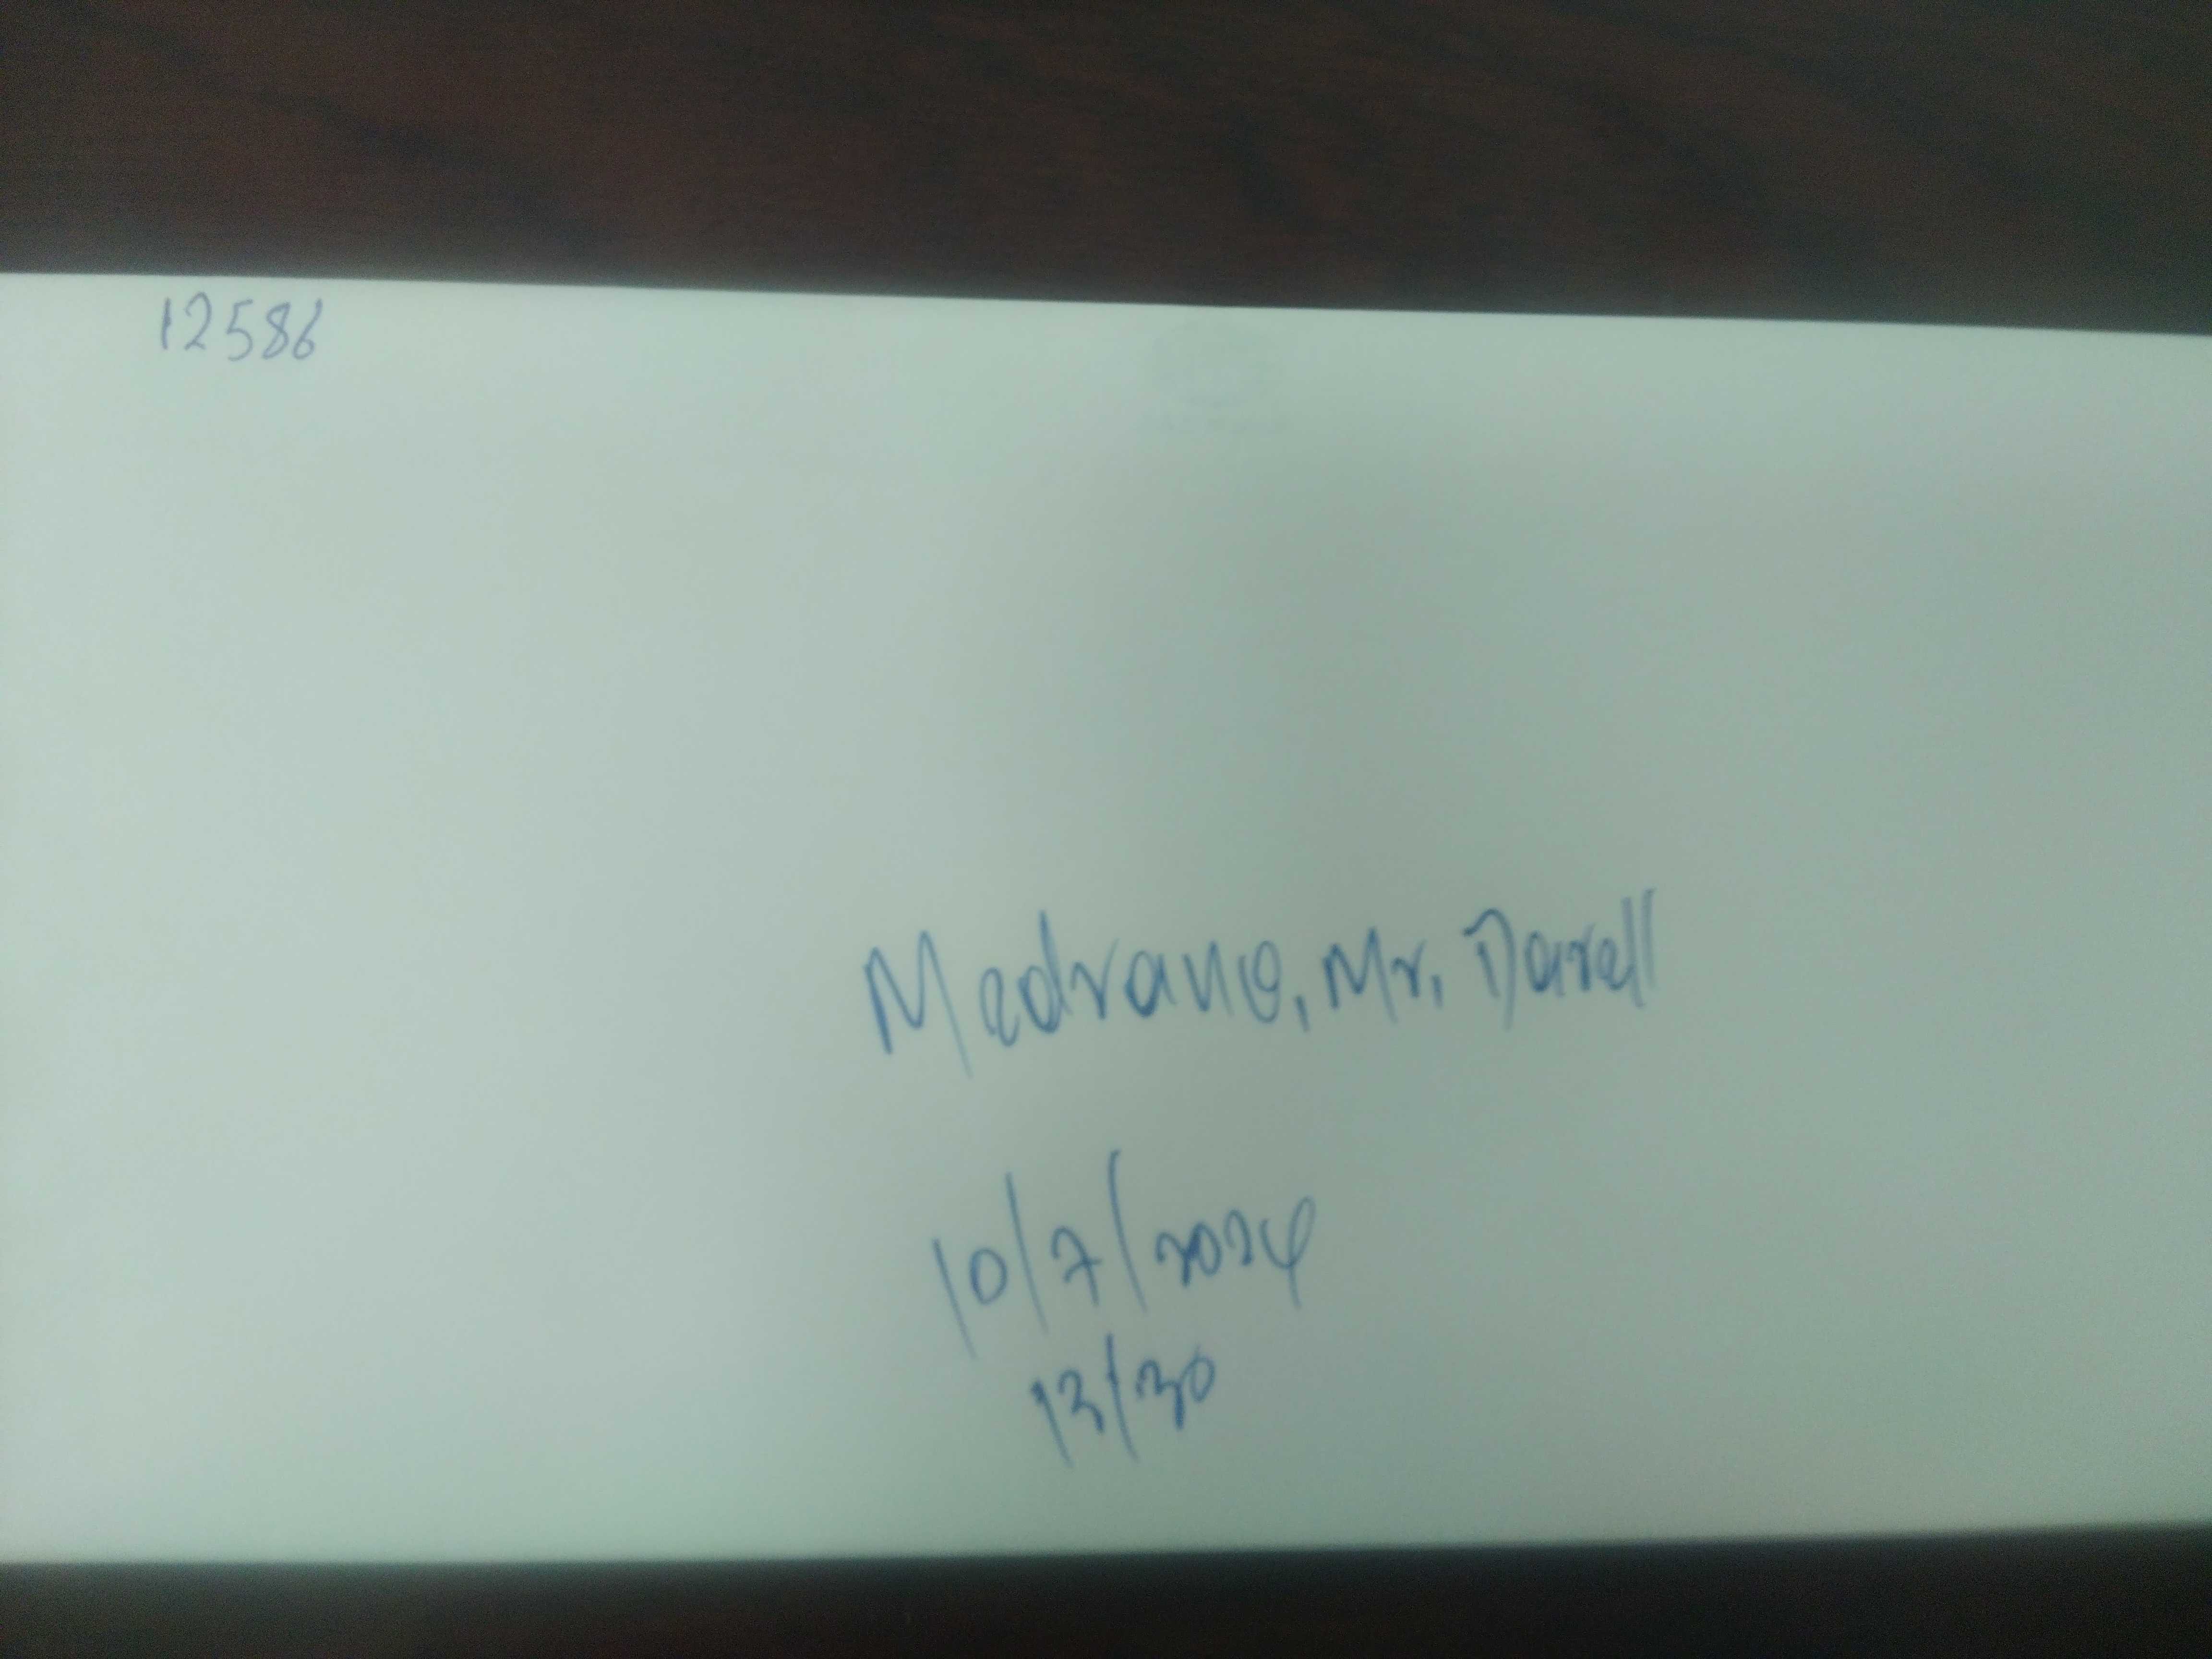 12586
Medrano, Mr. Darell
10/7/2024
13/30